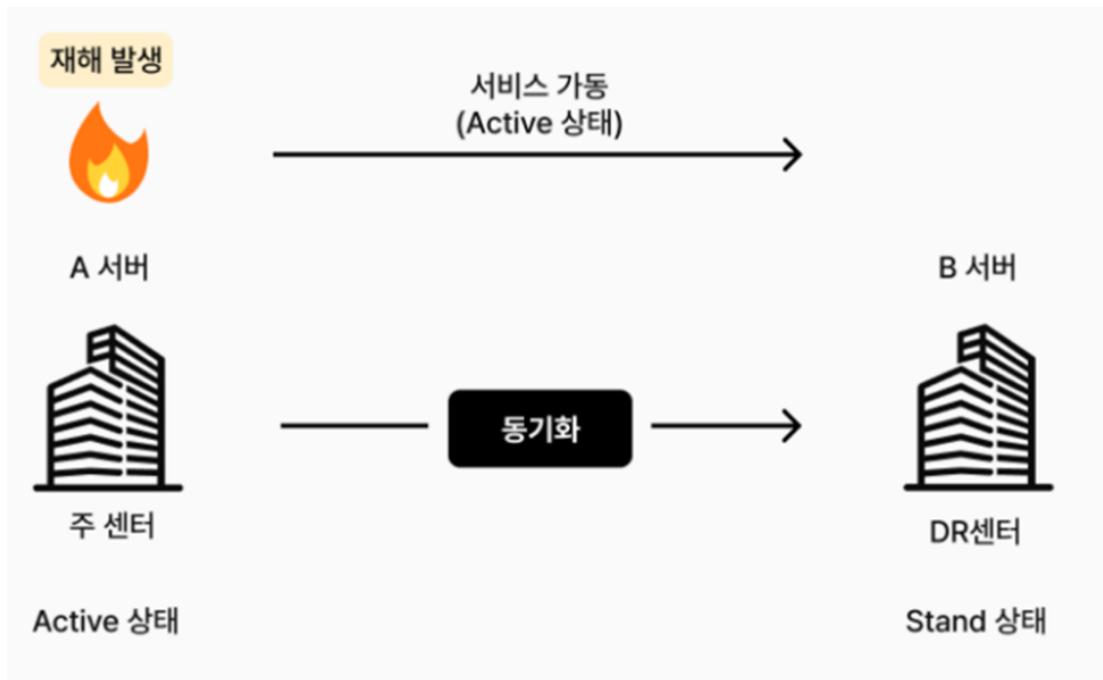 재해 발생
서비스 가동
(Active 상태)
A 서버
B 서버
동기화
주 센터
DR센터
Active 상태
Stand 상태